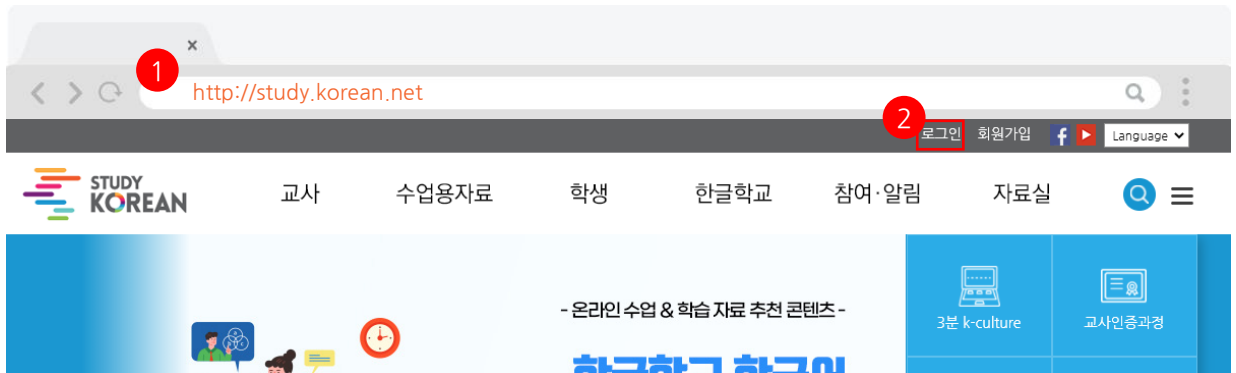 1
http://study.korean.net
2
로그인 회원가입 Language
STUDY
KOREAN
교사 수업용자료 학생 한글학교 참여·알림 자료실
- 온라인 수업 & 학습 자료 추천 콘텐츠 -
3분 k-culture
교사인증과정